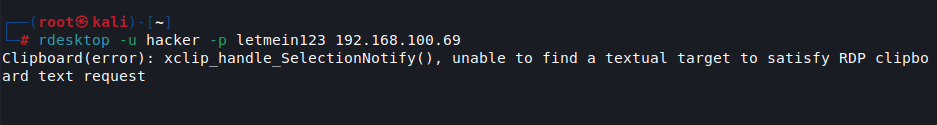 ┌──(root㉿kali)-[~]
└─# rdesktop -u hacker -p letmein123 192.168.100.69
Clipboard(error): xclip_handle_SelectionNotify(), unable to find a textual target to satisfy RDP clipbo
ard text request